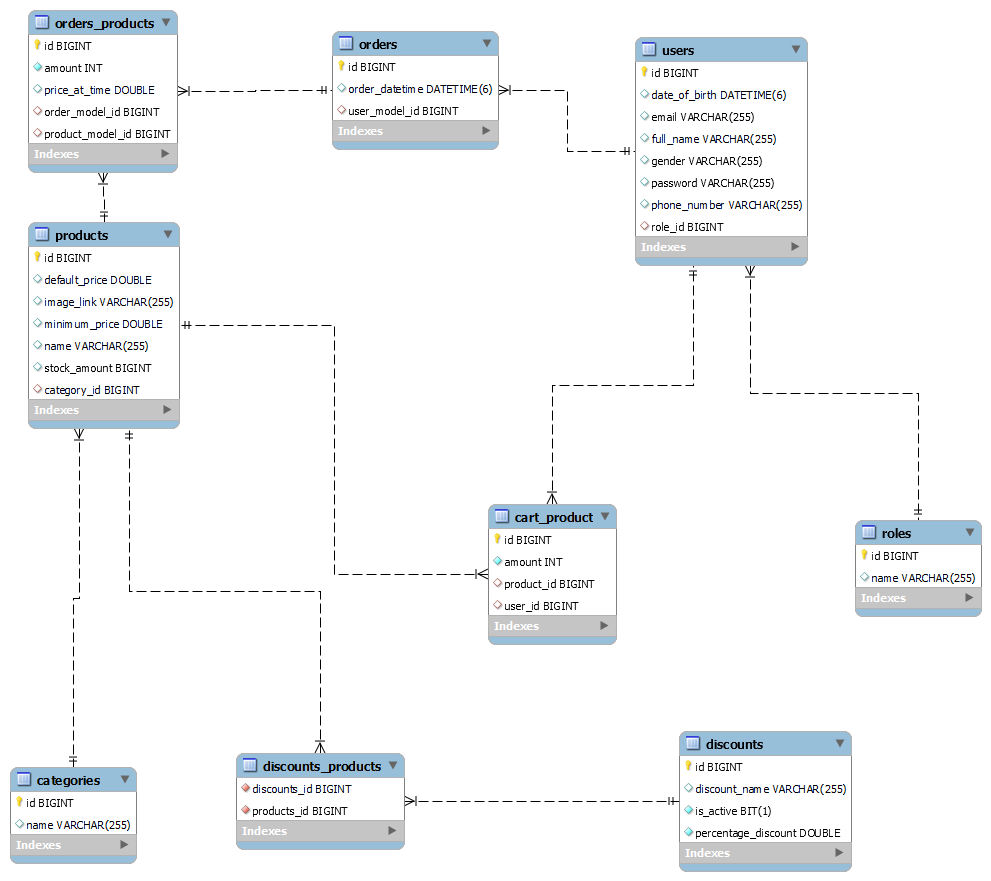 orders_products
id BIGINT
amount INT
price_at_time DOUBLE
order_model_id BIGINT
product_model_id BIGINT
Indexes
orders
id BIGINT
order_datetime DATETIME(6)
user_model_id BIGINT
Indexes
users
id BIGINT
date_of_birth DATETIME(6)
email VARCHAR(255)
full_name VARCHAR(255)
gender VARCHAR(255)
password VARCHAR(255)
phone_number VARCHAR(255)
role_id BIGINT
Indexes
products
id BIGINT
default_price DOUBLE
image_link VARCHAR(255)
minimum_price DOUBLE
name VARCHAR(255)
stock_amount BIGINT
category_id BIGINT
Indexes
cart_product
id BIGINT
amount INT
product_id BIGINT
user_id BIGINT
Indexes
roles
id BIGINT
name VARCHAR(255)
Indexes
categories
id BIGINT
name VARCHAR(255)
Indexes
discounts_products
discounts_id BIGINT
products_id BIGINT
Indexes
discounts
id BIGINT
discount_name VARCHAR(255)
is_active BIT(1)
percentage_discount DOUBLE
Indexes